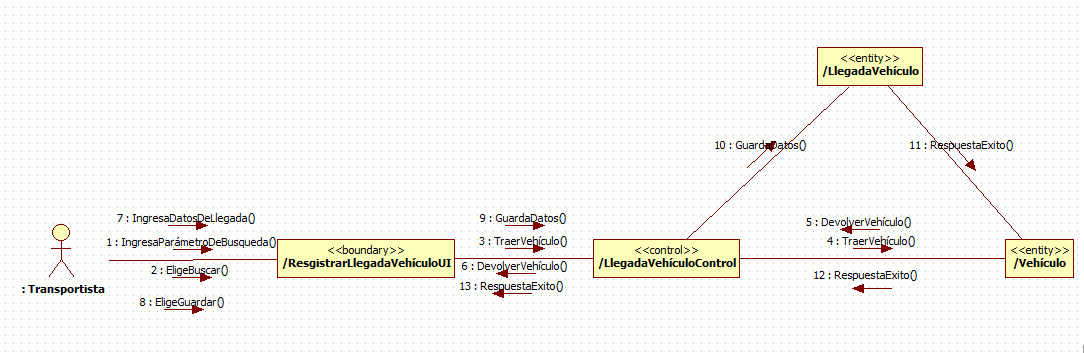 <<entity>>
/LlegadaVehículo
10 : GuardaDatos()
11 : RespuestaExito()
7 : IngresaDatosDeLlegada()
9 : GuardaDatos()
5 : DevolverVehículo()
1 : IngresaParámetroDeBusqueda()
3 : TraerVehículo()
4 : TraerVehículo()
<<boundary>>
/ResgistrarLlegadaVehículoUI
<<control>>
/LlegadaVehículoControl
<<entity>>
/Vehículo
2 : EligeBuscar()
6 : DevolverVehículo()
12 : RespuestaExito()
: Transportista
13 : RespuestaExito()
8 : EligeGuardar()